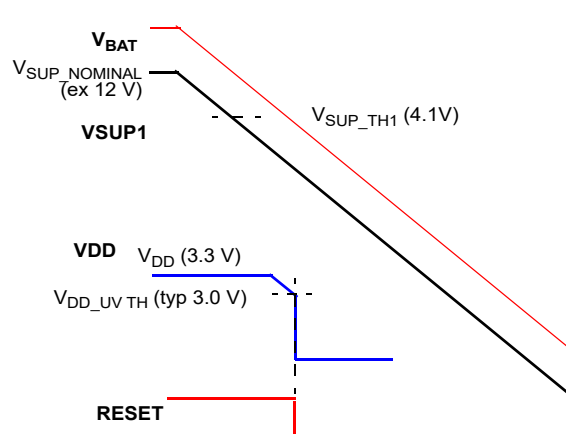 VBAT
VSUP_NOMINAL
(ex 12 V)
VSUP_TH1 (4.1V)
VSUP1
VDD
VDD (3.3 V)
VDD_UV TH (typ 3.0 V)
RESET